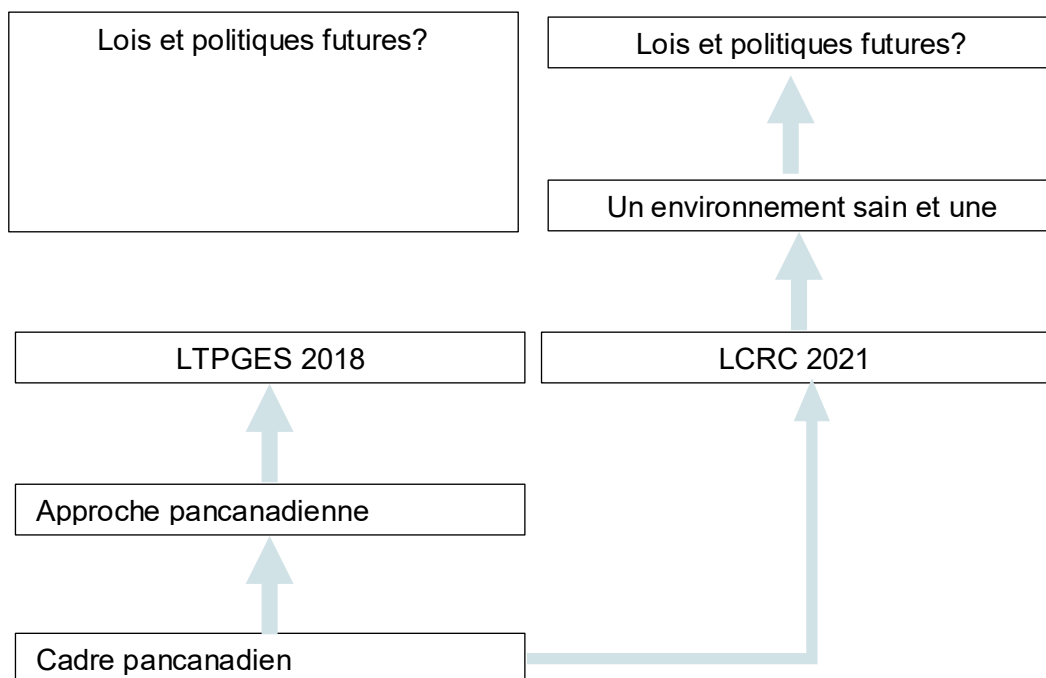 Lois et politiques futures?
Lois et politiques futures?
Un environnement sain et une
LTPGES 2018
LCRC 2021
Approche pancanadienne
Cadre pancanadien